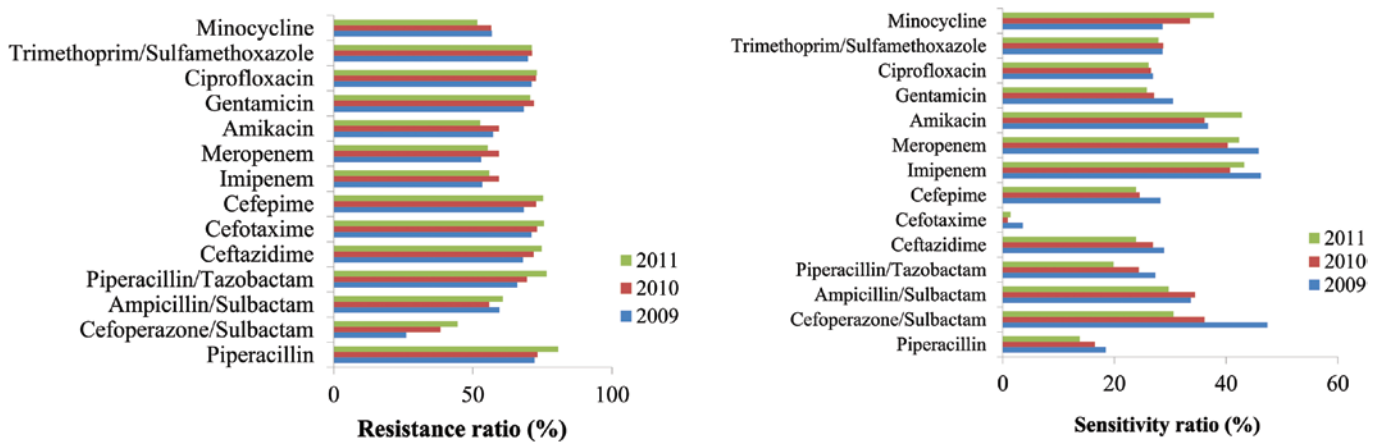 Minocycline
Trimethoprim/Sulfamethoxazole
Ciprofloxacin
Gentamicin
Amikacin
Meropenem
Imipenem
Cefepime
Cefotaxime
Ceftazidime
Piperacillin/Tazobactam
Ampicillin/Sulbactam
Cefoperazone/Sulbactam
Piperacillin
2011
2010
2009
0
50
100
Resistance ratio (%)
Minocycline
Trimethoprim/Sulfamethoxazole
Ciprofloxacin
Gentamicin
Amikacin
Meropenem
Imipenem
Cefepime
Cefotaxime
Ceftazidime
Piperacillin/Tazobactam
Ampicillin/Sulbactam
Cefoperazone/Sulbactam
Piperacillin
2011
2010
2009
0
20
40
60
Sensitivity ratio (%)